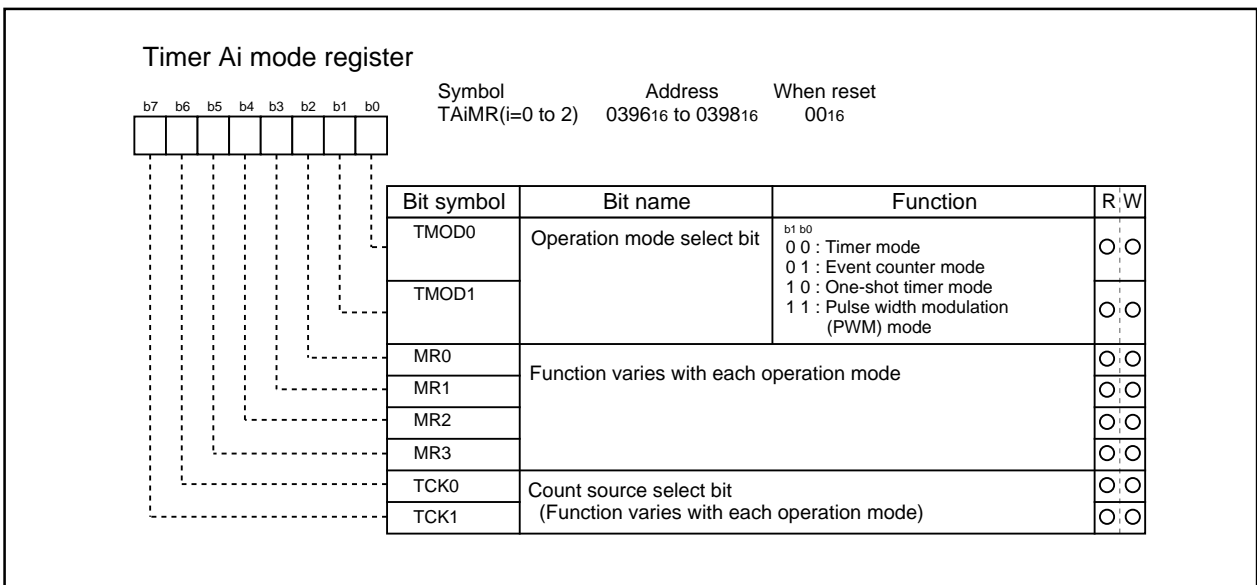 Timer Ai mode register
Symbol Address When reset
TAiMR(i=0 to 2) 039616 to 039816 0016
b7 b6 b5 b4 b3 b2 b1 b0
Bit symbol Bit name Function R W
TMOD0 Operation mode select bit b1 b0
0 0 : Timer mode
0 1 : Event counter mode
TMOD1 1 0 : One-shot timer mode
1 1 : Pulse width modulation
(PWM) mode
MR0 Function varies with each operation mode
MR1
MR2
MR3
TCK0 Count source select bit
TCK1 (Function varies with each operation mode)